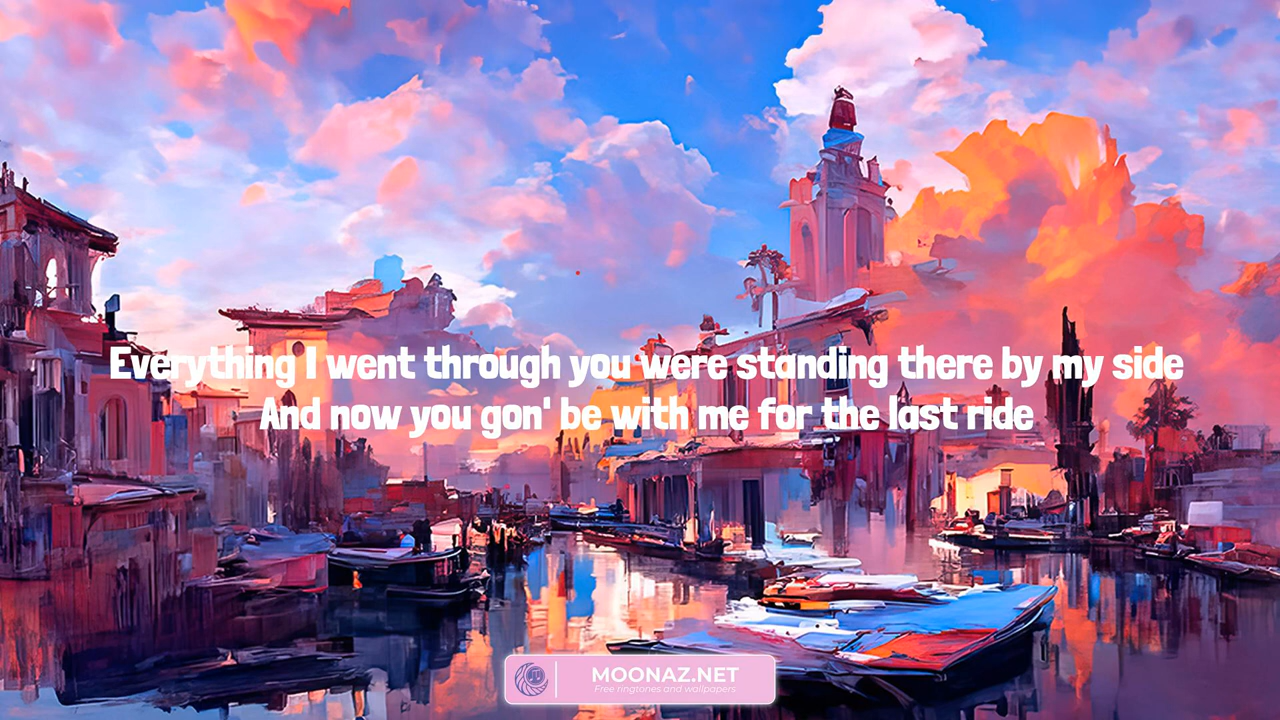 Everything I went through you were standing there by my side
And now you gon' be with me for the last ride
MOONAZ.NET
Free ringtones and wallpapers